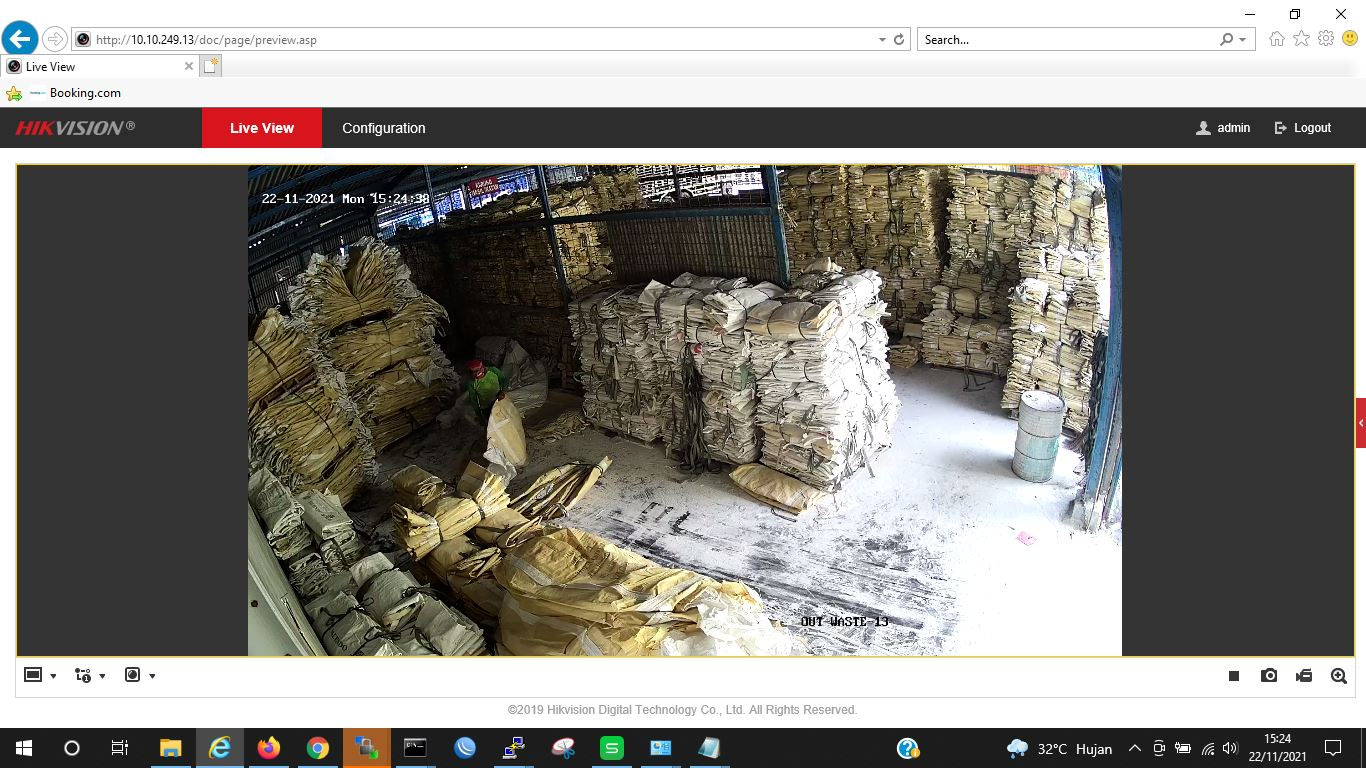 http://10.10.249.13/doc/page/preview.asp
Search...
Live View
Booking.com
HIKVISION®
Live View
Configuration
admin
Logout
22-11-2021 Mon 15:24:38
OUT-WASTE-13
©2019 Hikvision Digital Technology Co., Ltd. All Rights Reserved.
32°C Hujan
15:24
22/11/2021